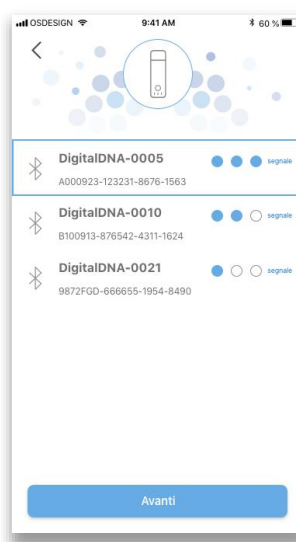 OSDESIGN 9:41 AM 60 %
DigitalDNA-0005 segnale
A000923-123231-8676-1563
DigitalDNA-0010 segnale
B100913-876542-4311-1624
DigitalDNA-0021 segnale
9872FGD-666655-1954-8490
Avanti